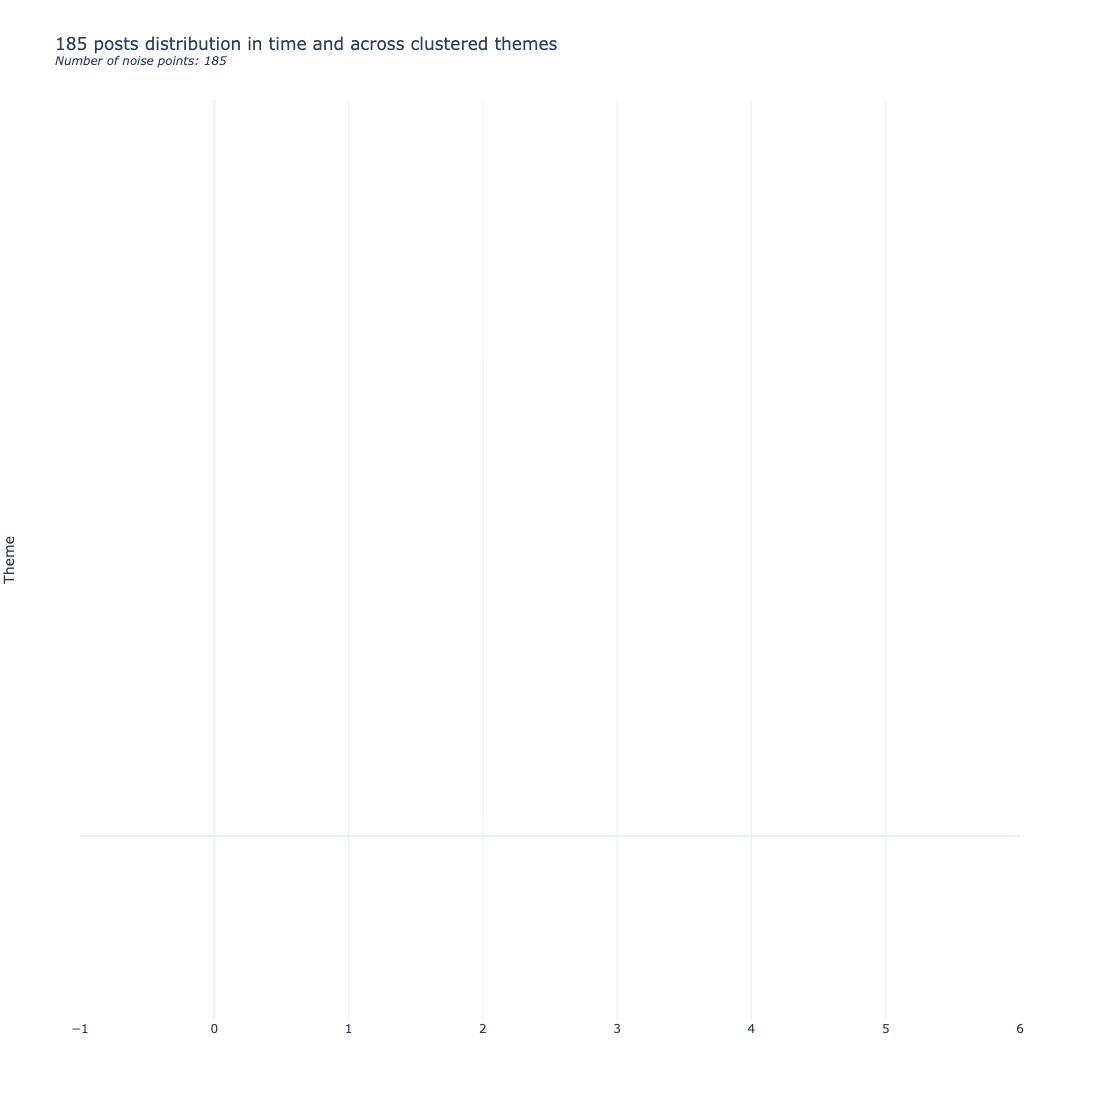 185 posts distribution in time and across clustered themes
Number of noise points: 185
Theme
−1 0 1 2 3 4 5 6